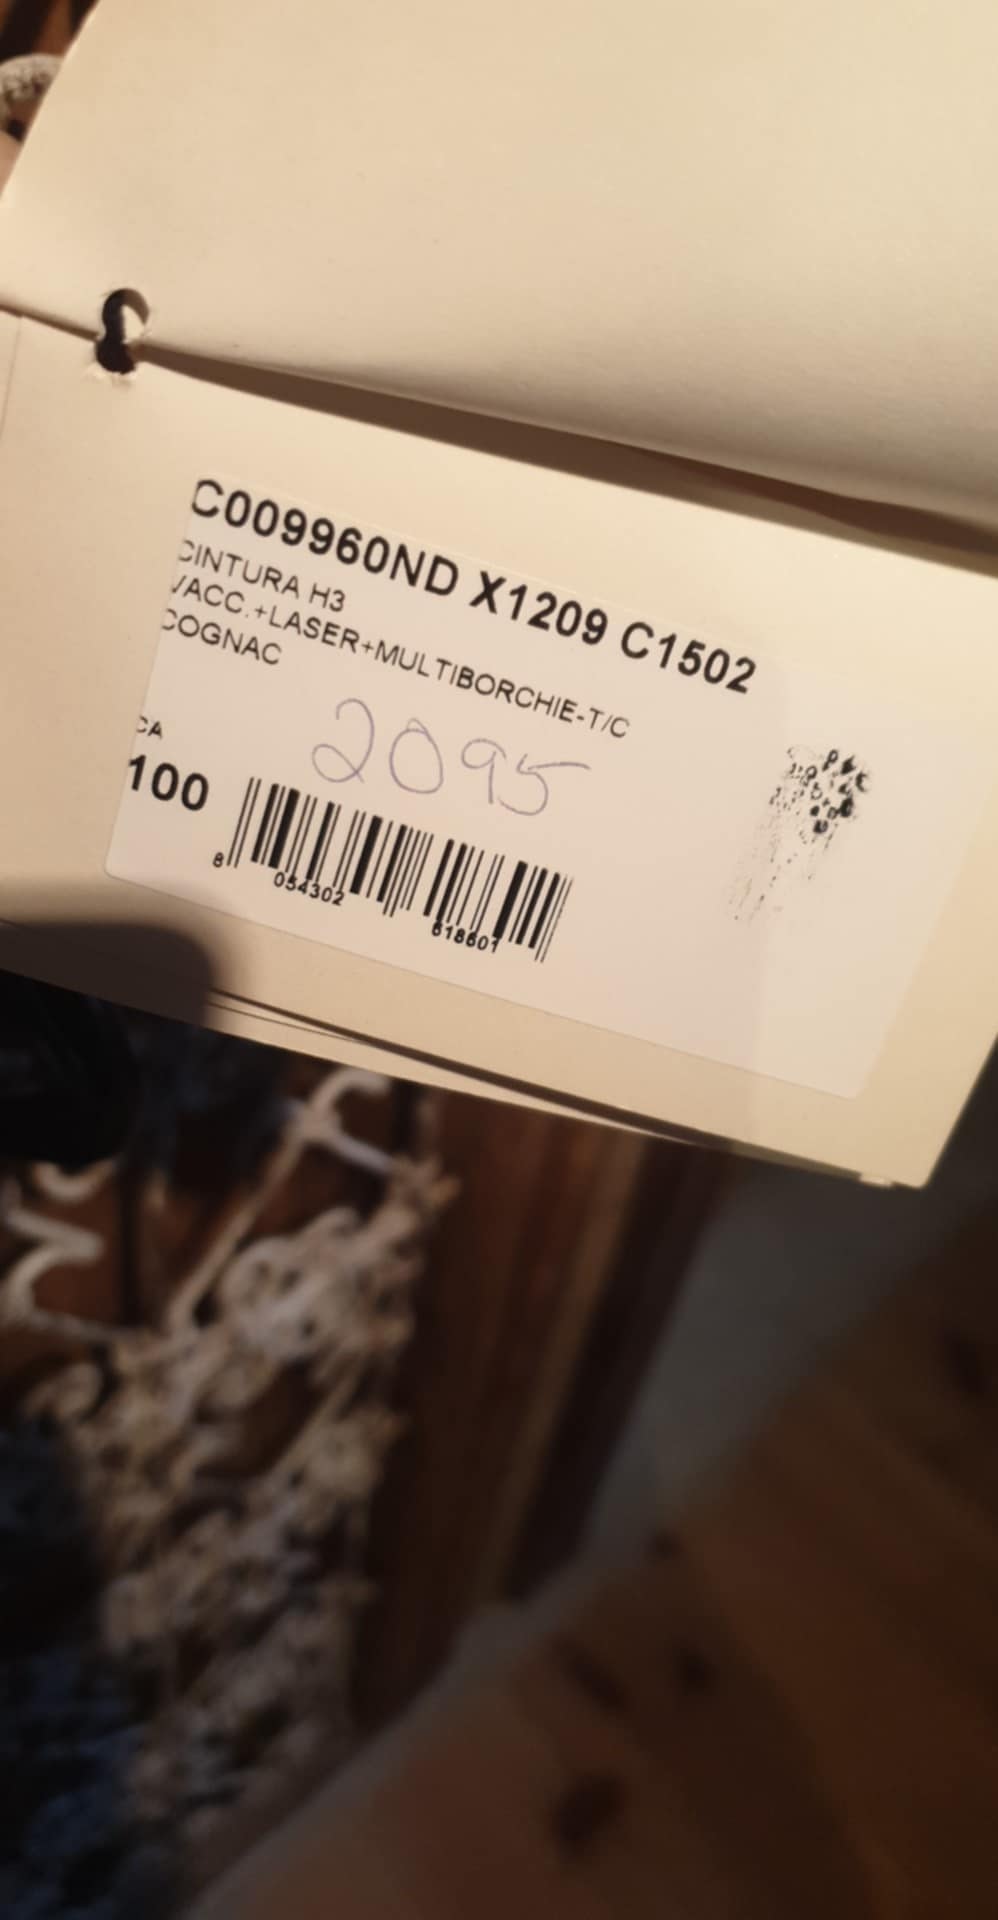 C009960ND X1209 C1502
CINTURA H3
VACC.+LASER+MULTIBORCHIE-T/C
COGNAC
2095
CA
100
8 054302 618601